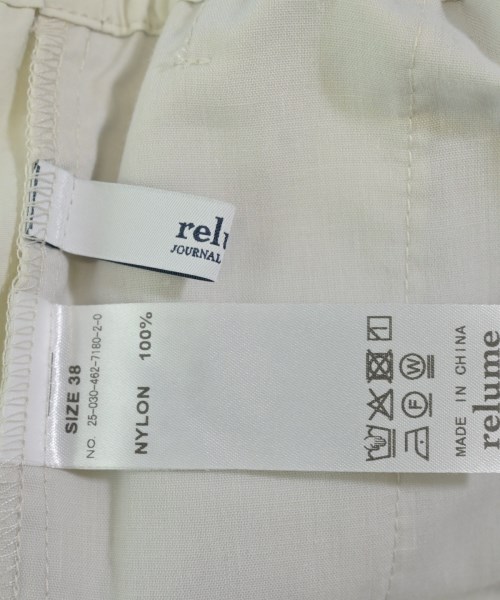 relu
JOURNAL
SIZE 38
NO. 25-030-462-7180-2-0
NYLON 100%
F W
MADE IN CHINA
relume